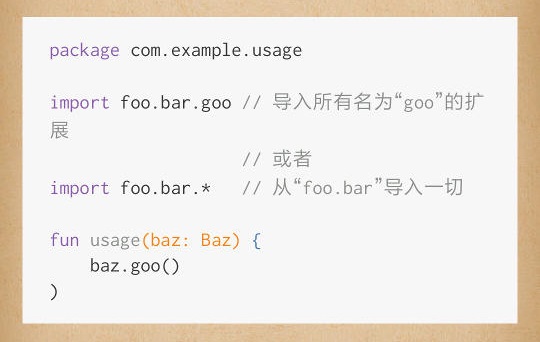 package com.example.usage
import foo.bar.goo // 导入所有名为“goo”的扩
展
// 或者
import foo.bar.* // 从“foo.bar”导入一切
fun usage(baz: Baz) {
baz.goo()
)